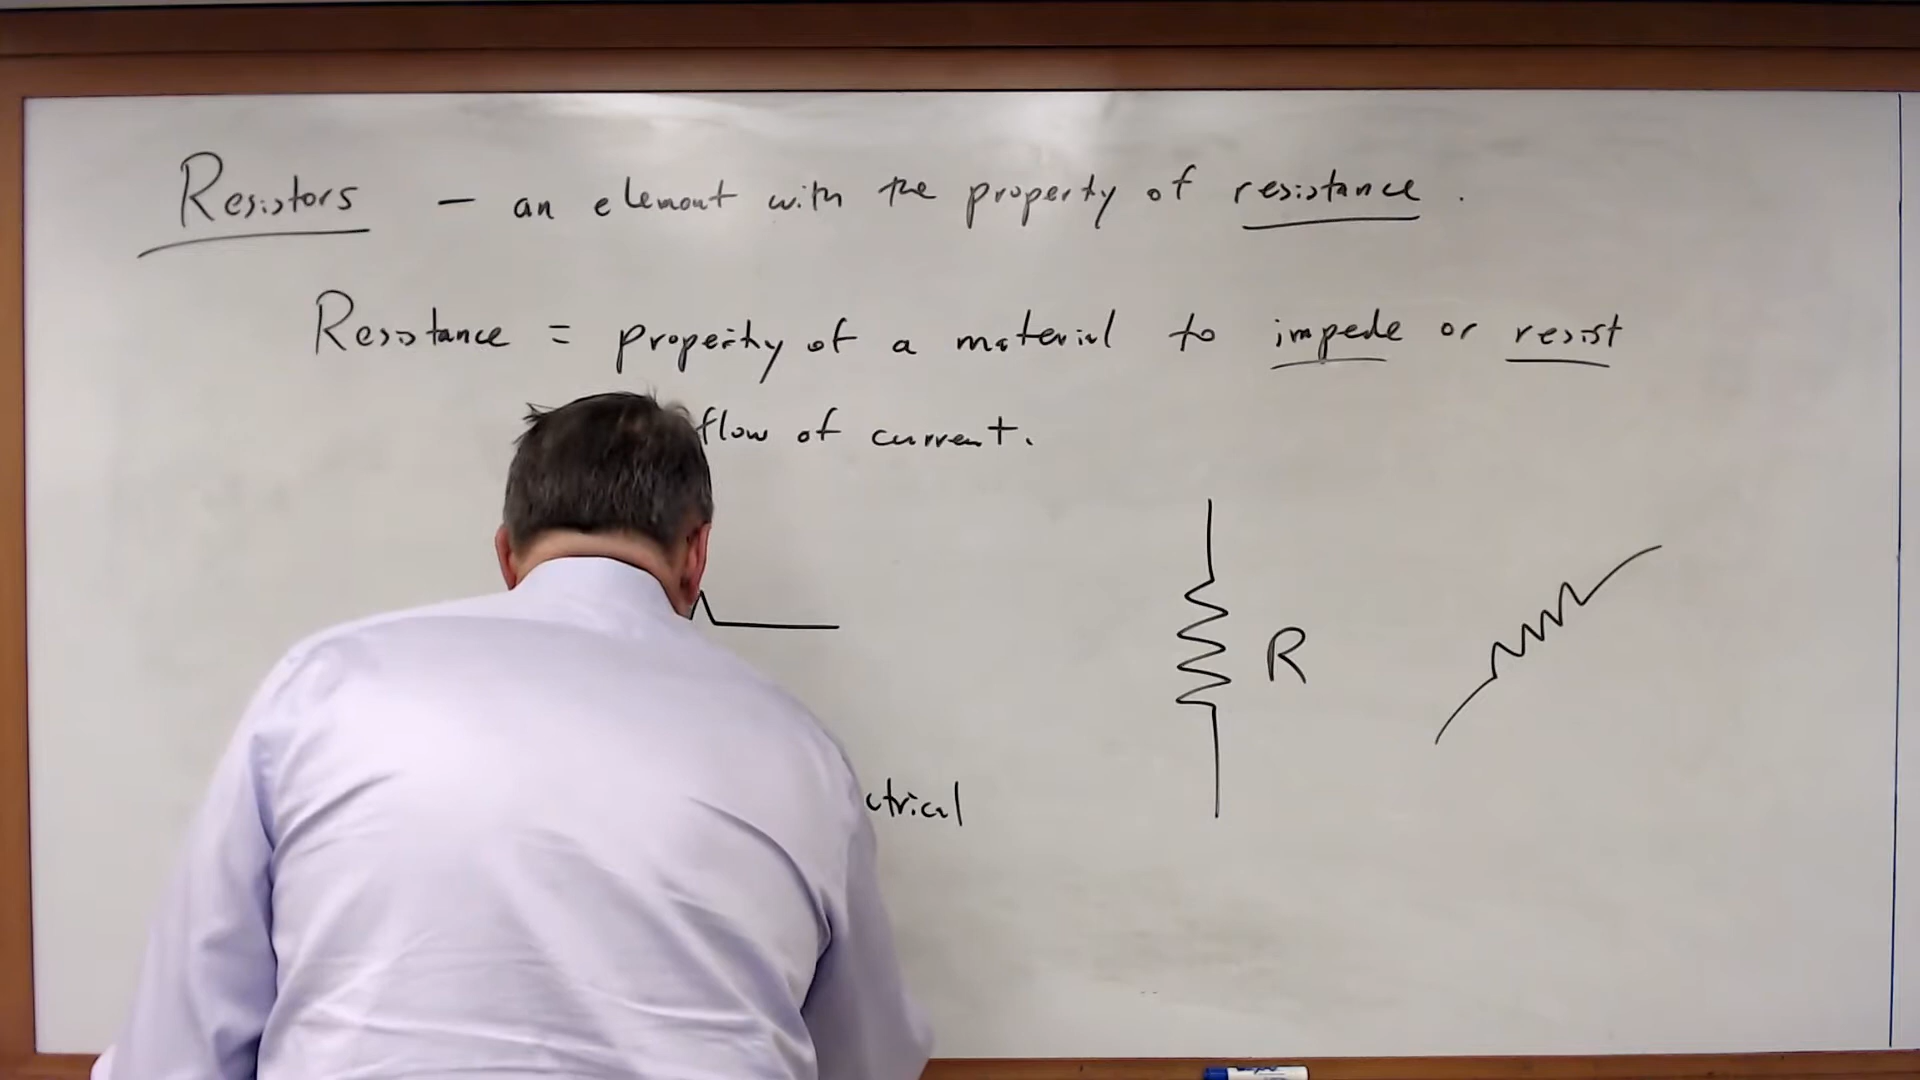 Resistors — an element with the property of resistance.
Resistance = property of a material to impede or resist
flow of current.
R
ctrical